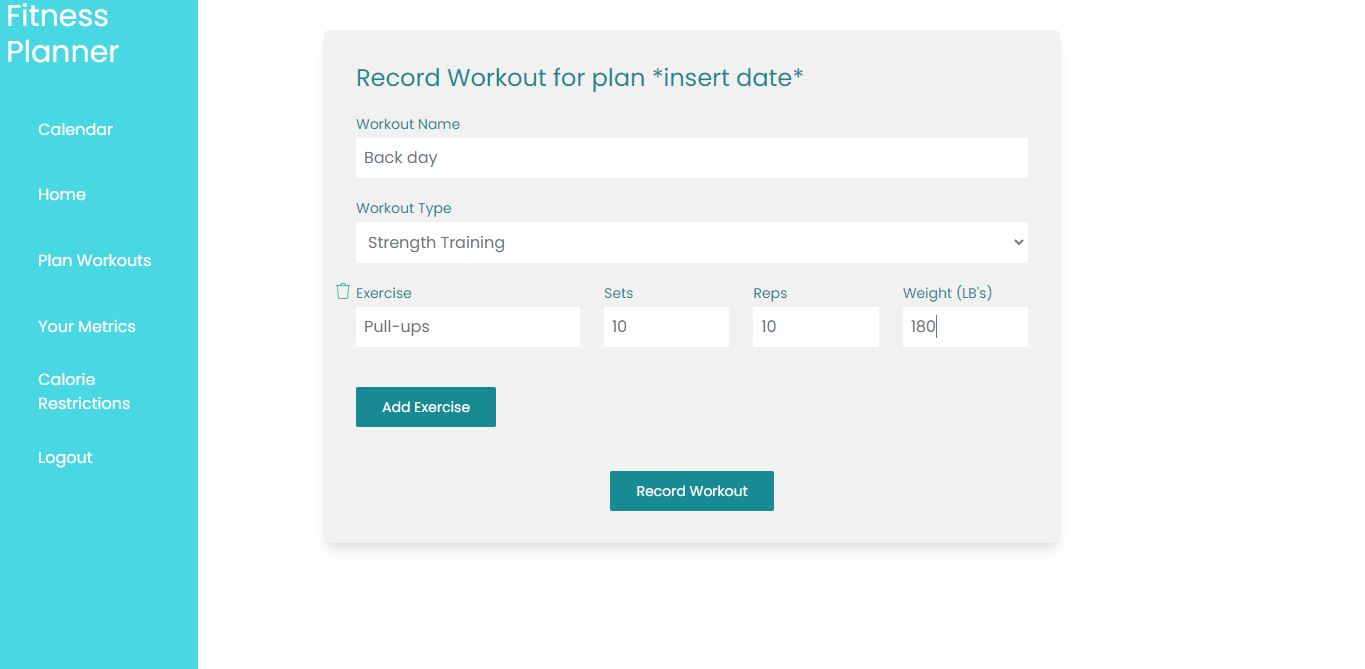 Fitness
Planner
Calendar
Home
Plan Workouts
Your Metrics
Calorie
Restrictions
Logout
Record Workout for plan *insert date*
Workout Name
Back day
Workout Type
Strength Training
Exercise Sets Reps Weight (LB's)
Pull-ups 10 10 180
Add Exercise
Record Workout